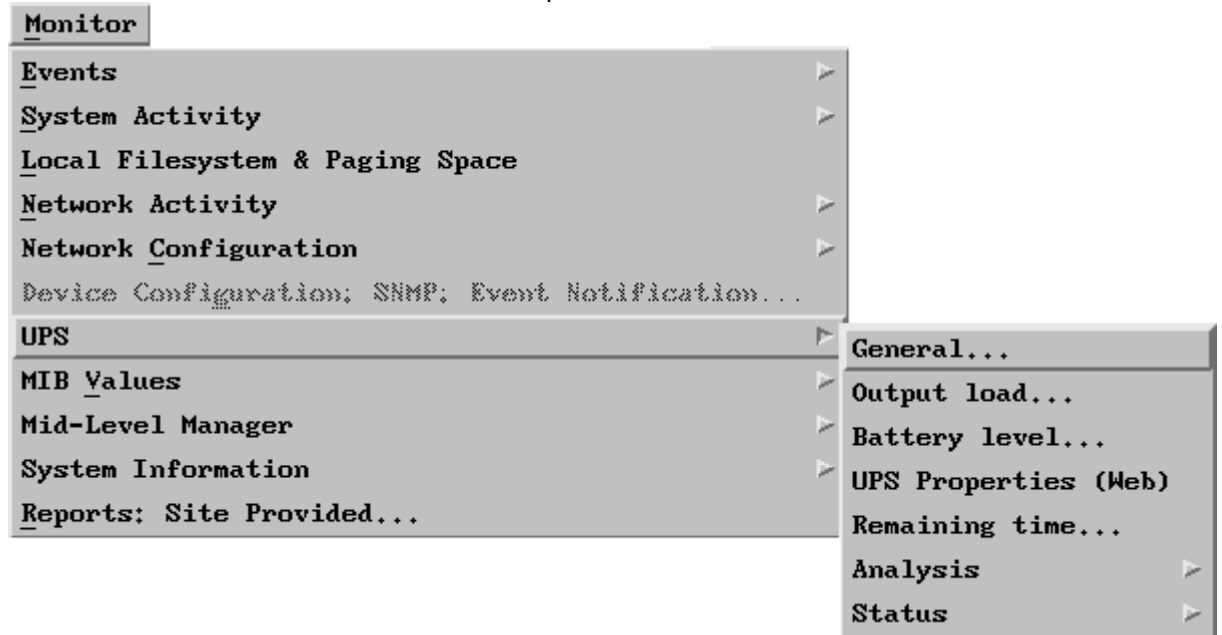 Monitor
Events
System Activity
Local Filesystem & Paging Space
Network Activity
Network Configuration
Device Configuration: SNMP: Event Notification...
UPS
MIB Values
Mid-Level Manager
System Information
Reports: Site Provided...
General...
Output load...
Battery level...
UPS Properties (Web)
Remaining time...
Analysis
Status